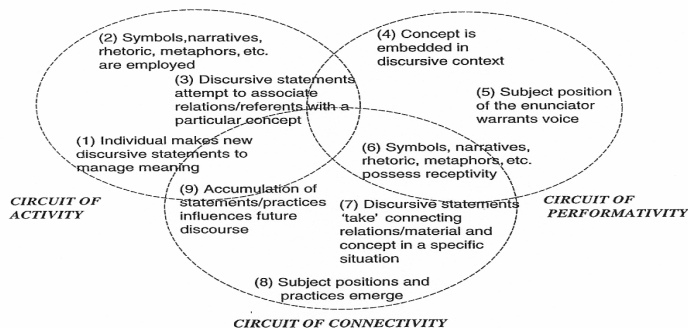 (2) Symbols,narratives,
rhetoric, metaphors, etc.
are employed
(4) Concept is
embedded in
discursive context
(3) Discursive statements
attempt to associate
relations/referents with a
particular concept
(5) Subject position
of the enunciator
warrants voice
(1) Individual makes new
discursive statements to
manage meaning
(6) Symbols, narratives,
rhetoric, metaphors, etc.
possess receptivity
(9) Accumulation of
statements/practices
influences future
discourse
(7) Discursive statements
'take' connecting
relations/material and
concept in a specific
situation
CIRCUIT OF
ACTIVITY
CIRCUIT OF
PERFORMATIVITY
(8) Subject positions and
practices emerge
CIRCUIT OF CONNECTIVITY